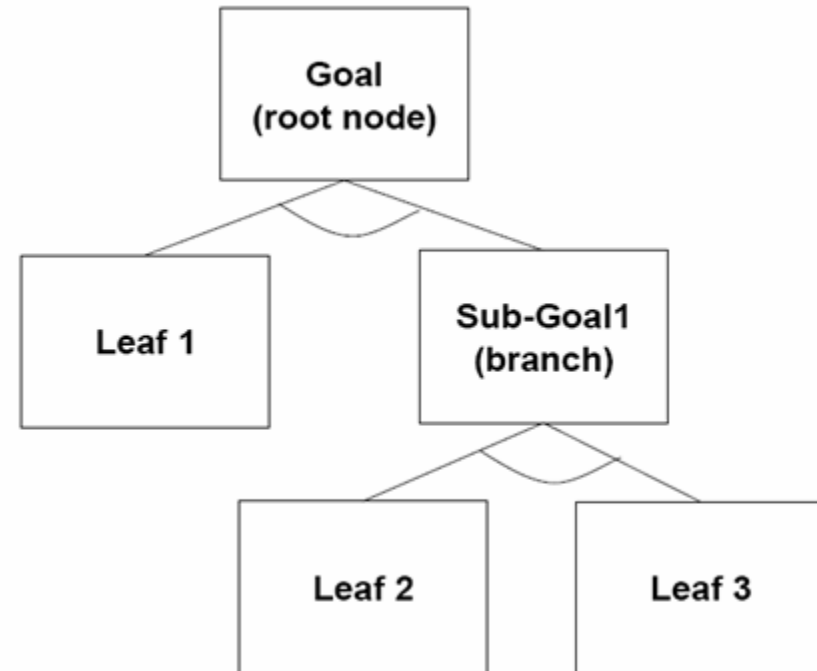 Goal
(root node)
Leaf 1
Sub-Goal1
(branch)
Leaf 2
Leaf 3